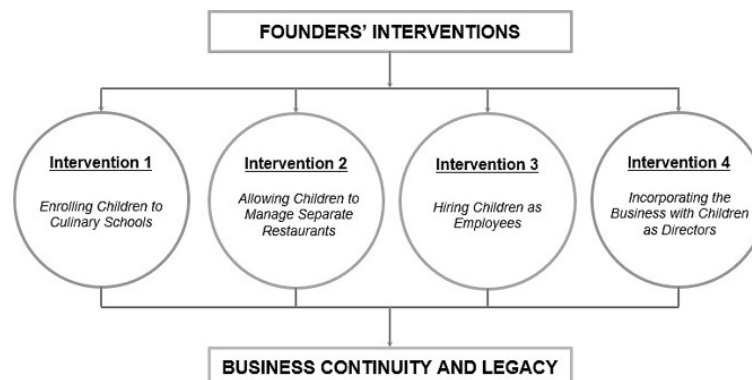 FOUNDERS' INTERVENTIONS
Intervention 1
Enrolling Children to
Culinary Schools
Intervention 2
Allowing Children to
Manage Separate
Restaurants
Intervention 3
Hiring Children as
Employees
Intervention 4
Incorporating the
Business with Children
as Directors
BUSINESS CONTINUITY AND LEGACY